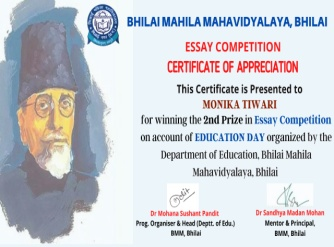 BHILAI MAHILA MAHAVIDYALAYA, BHILAI
ESSAY COMPETITION
CERTIFICATE OF APPRECIATION
This Certificate is Presented to
MONIKA TIWARI
for winning the 2nd Prize in Essay Competition
on account of EDUCATION DAY organized by the
Department of Education, Bhilai Mahila
Mahavidyalaya, Bhilai
Dr Mohana Sushant Pandit
Prog. Organiser & Head (Deptt. of Edu.)
BMM, Bhilai
Dr Sandhya Madan Mohan
Mentor & Principal,
BMM, Bhilai